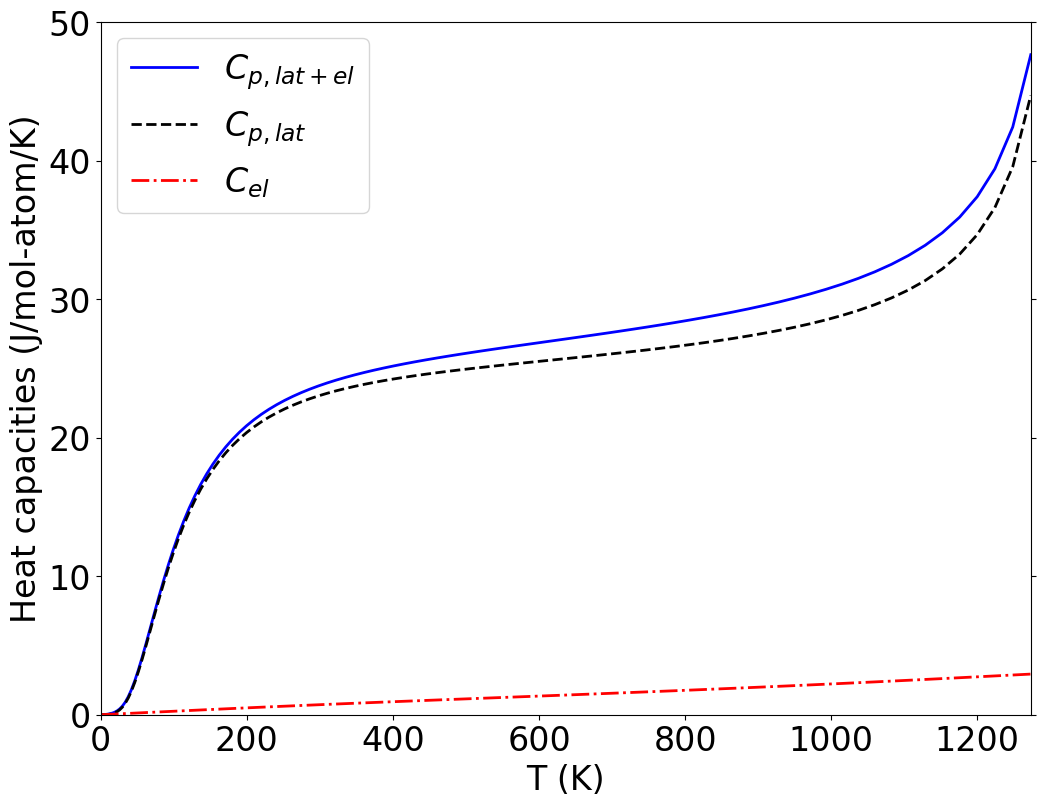 50
40
30
20
10
0
Heat capacities (J/mol-atom/K)
C_{p, lat + el}
C_{p, lat}
C_{el}
0 200 400 600 800 1000 1200
T (K)